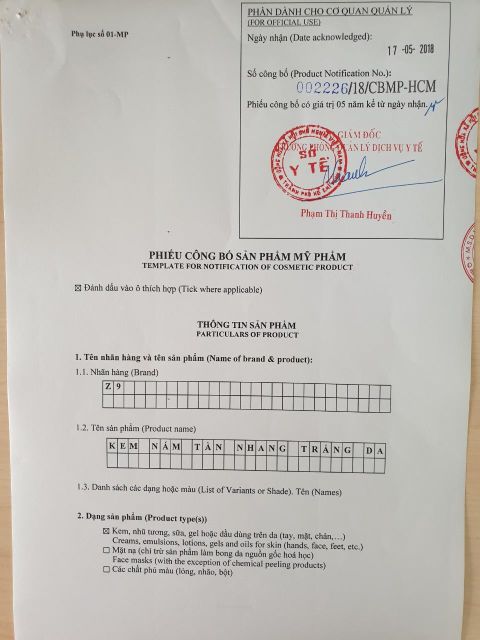 Phụ lục số 01-MP
PHẦN DÀNH CHO CƠ QUAN QUẢN LÝ
(FOR OFFICIAL USE)
Ngày nhận (Date acknowledged):
17 -05- 2018
Số công bố (Product Notification No.):
002226/18/CBMP-HCM
Phiếu công bố có giá trị 05 năm kể từ ngày nhận
GIÁM ĐỐC
PHÒNG QUẢN LÝ DỊCH VỤ Y TẾ
SỞ
Y TẾ
Phạm Thị Thanh Huyền
PHIẾU CÔNG BỐ SẢN PHẨM MỸ PHẨM
TEMPLATE FOR NOTIFICATION OF COSMETIC PRODUCT
☒ Đánh dấu vào ô thích hợp (Tick where applicable)
THÔNG TIN SẢN PHẨM
PARTICULARS OF PRODUCT
1. Tên nhãn hàng và tên sản phẩm (Name of brand & product):
1.1. Nhãn hàng (Brand)
Z9
1.2. Tên sản phẩm (Product name)
KEM NÁM TÀN NHANG TRẮNG DA
1.3. Danh sách các dạng hoặc màu (List of Variants or Shade). Tên (Names)
2. Dạng sản phẩm (Product type(s))
☒ Kem, nhũ tương, sữa, gel hoặc dầu dùng trên da (tay, mặt, chân,…)
Creams, emulsions, lotions, gels and oils for skin (hands, face, feet, etc.)
☐ Mặt nạ (chỉ trừ sản phẩm làm bong da nguồn gốc hoá học)
Face masks (with the exception of chemical peeling products)
☐ Các chất phủ màu (lỏng, nhão, bột)